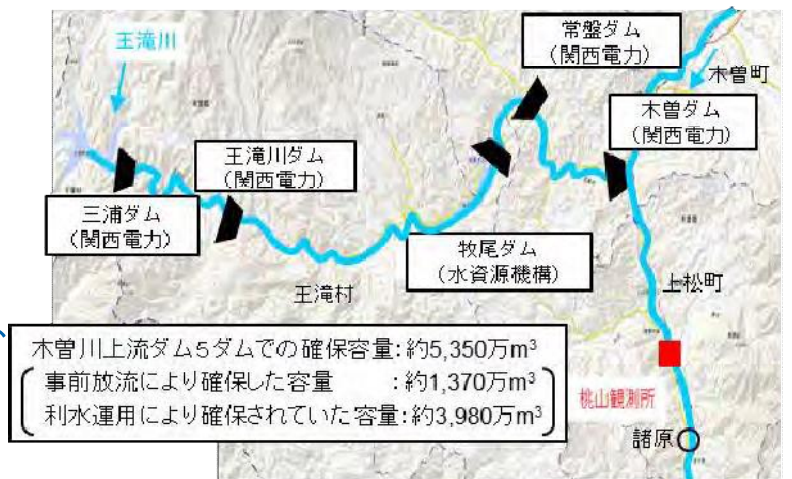 王滝川
常盤ダム
(関西電力)
木曽町
木曽ダム
(関西電力)
王滝川ダム
(関西電力)
三浦ダム
(関西電力)
牧尾ダム
(水資源機構)
王滝村
上松町
木曽川上流ダム5ダムでの確保容量:約5,350万m³
事前放流により確保した容量 :約1,370万m³
利水運用により確保されていた容量:約3,980万m³
桃山観測所
諸原